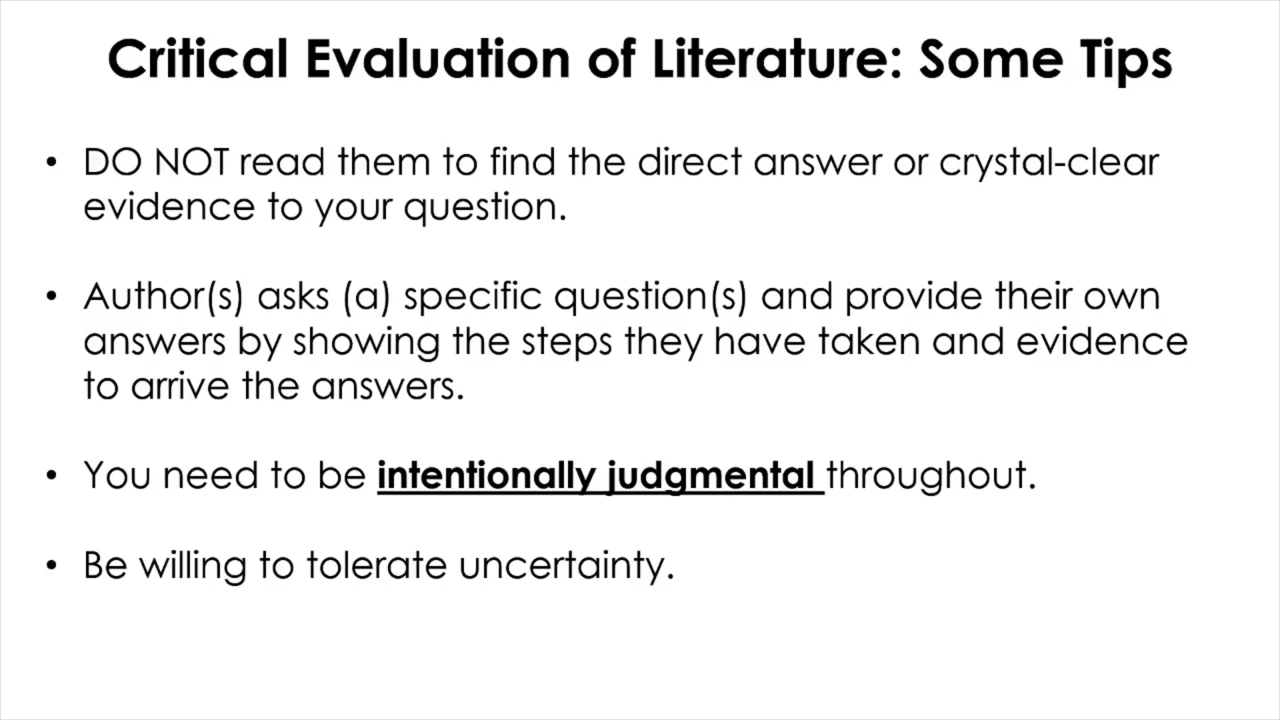 Critical Evaluation of Literature: Some Tips
• DO NOT read them to find the direct answer or crystal-clear
evidence to your question.
• Author(s) asks (a) specific question(s) and provide their own
answers by showing the steps they have taken and evidence
to arrive the answers.
• You need to be intentionally judgmental throughout.
• Be willing to tolerate uncertainty.